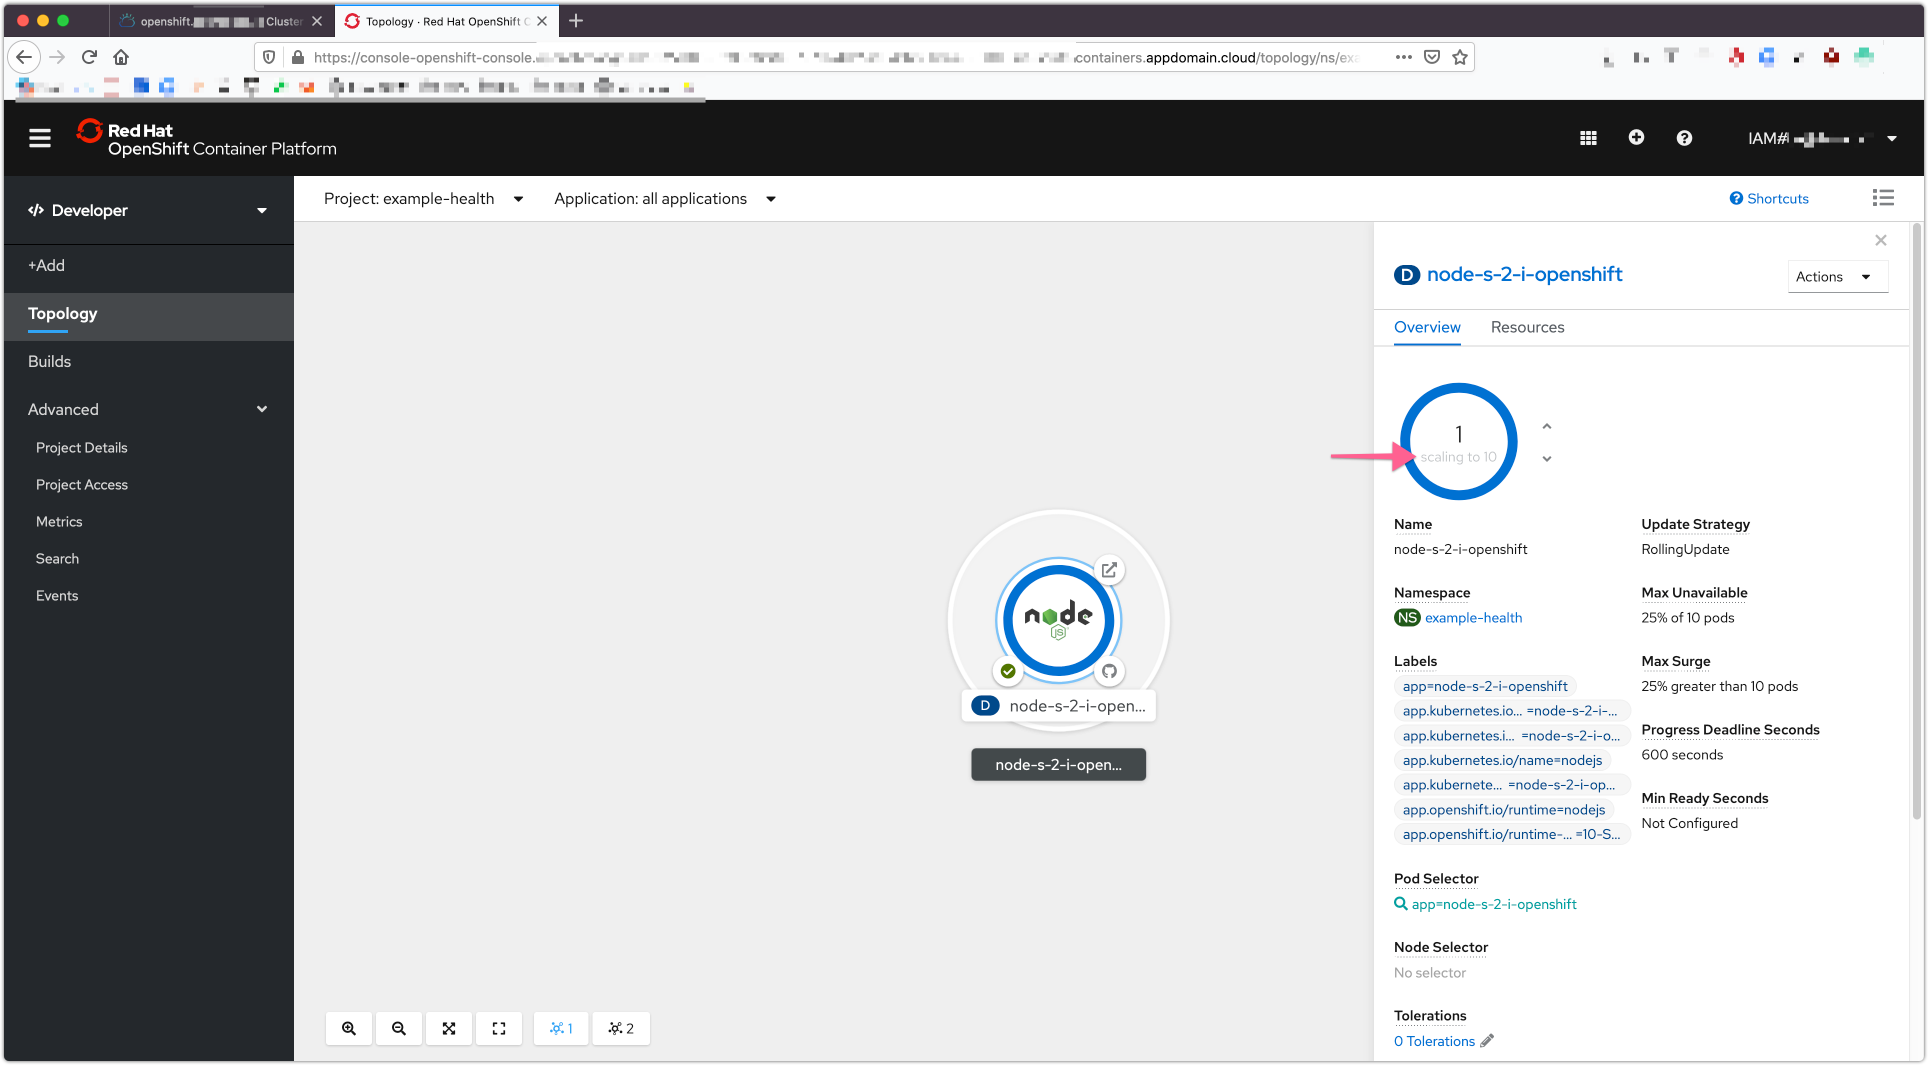 openshift. Cluster
Topology · Red Hat OpenShift C
https://console-openshift-console. containers.appdomain.cloud/topology/ns/exa
Red Hat
OpenShift Container Platform
IAM#
Developer
Project: example-health
Application: all applications
Shortcuts
+Add
Topology
Builds
Advanced
Project Details
Project Access
Metrics
Search
Events
node
JS
D node-s-2-i-open...
node-s-2-i-open...
1
2
D node-s-2-i-openshift
Actions
Overview
Resources
1
scaling to 10
Name
node-s-2-i-openshift
Namespace
NS example-health
Labels
app=node-s-2-i-openshift
app.kubernetes.io... =node-s-2-i-...
app.kubernetes.i... =node-s-2-i-o...
app.kubernetes.io/name=nodejs
app.kubernete... =node-s-2-i-op...
app.openshift.io/runtime=nodejs
app.openshift.io/runtime-... =10-S...
Pod Selector
app=node-s-2-i-openshift
Node Selector
No selector
Tolerations
0 Tolerations
Update Strategy
RollingUpdate
Max Unavailable
25% of 10 pods
Max Surge
25% greater than 10 pods
Progress Deadline Seconds
600 seconds
Min Ready Seconds
Not Configured